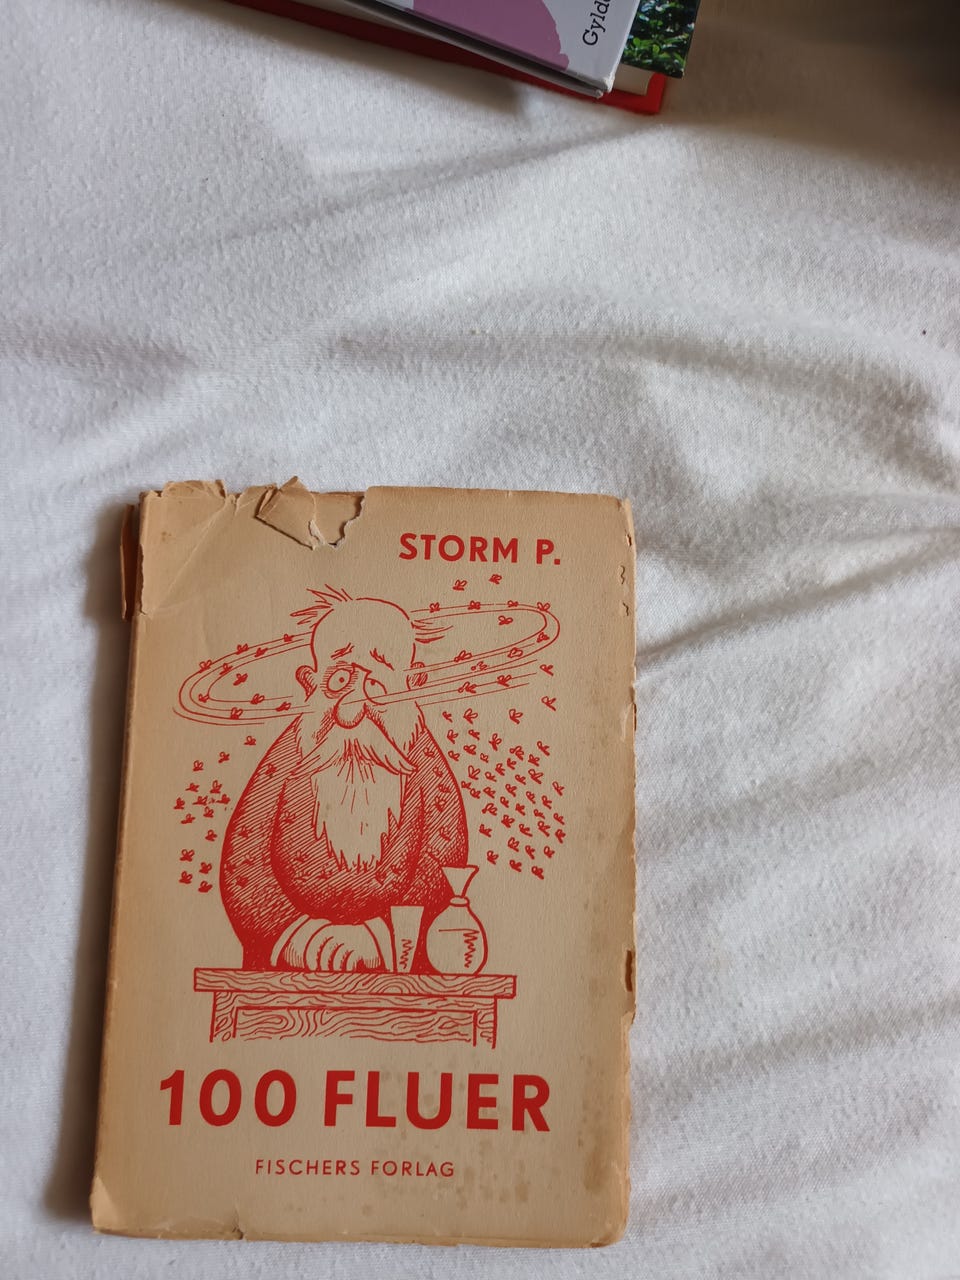 STORM P.
100 FLUER
FISCHERS FORLAG